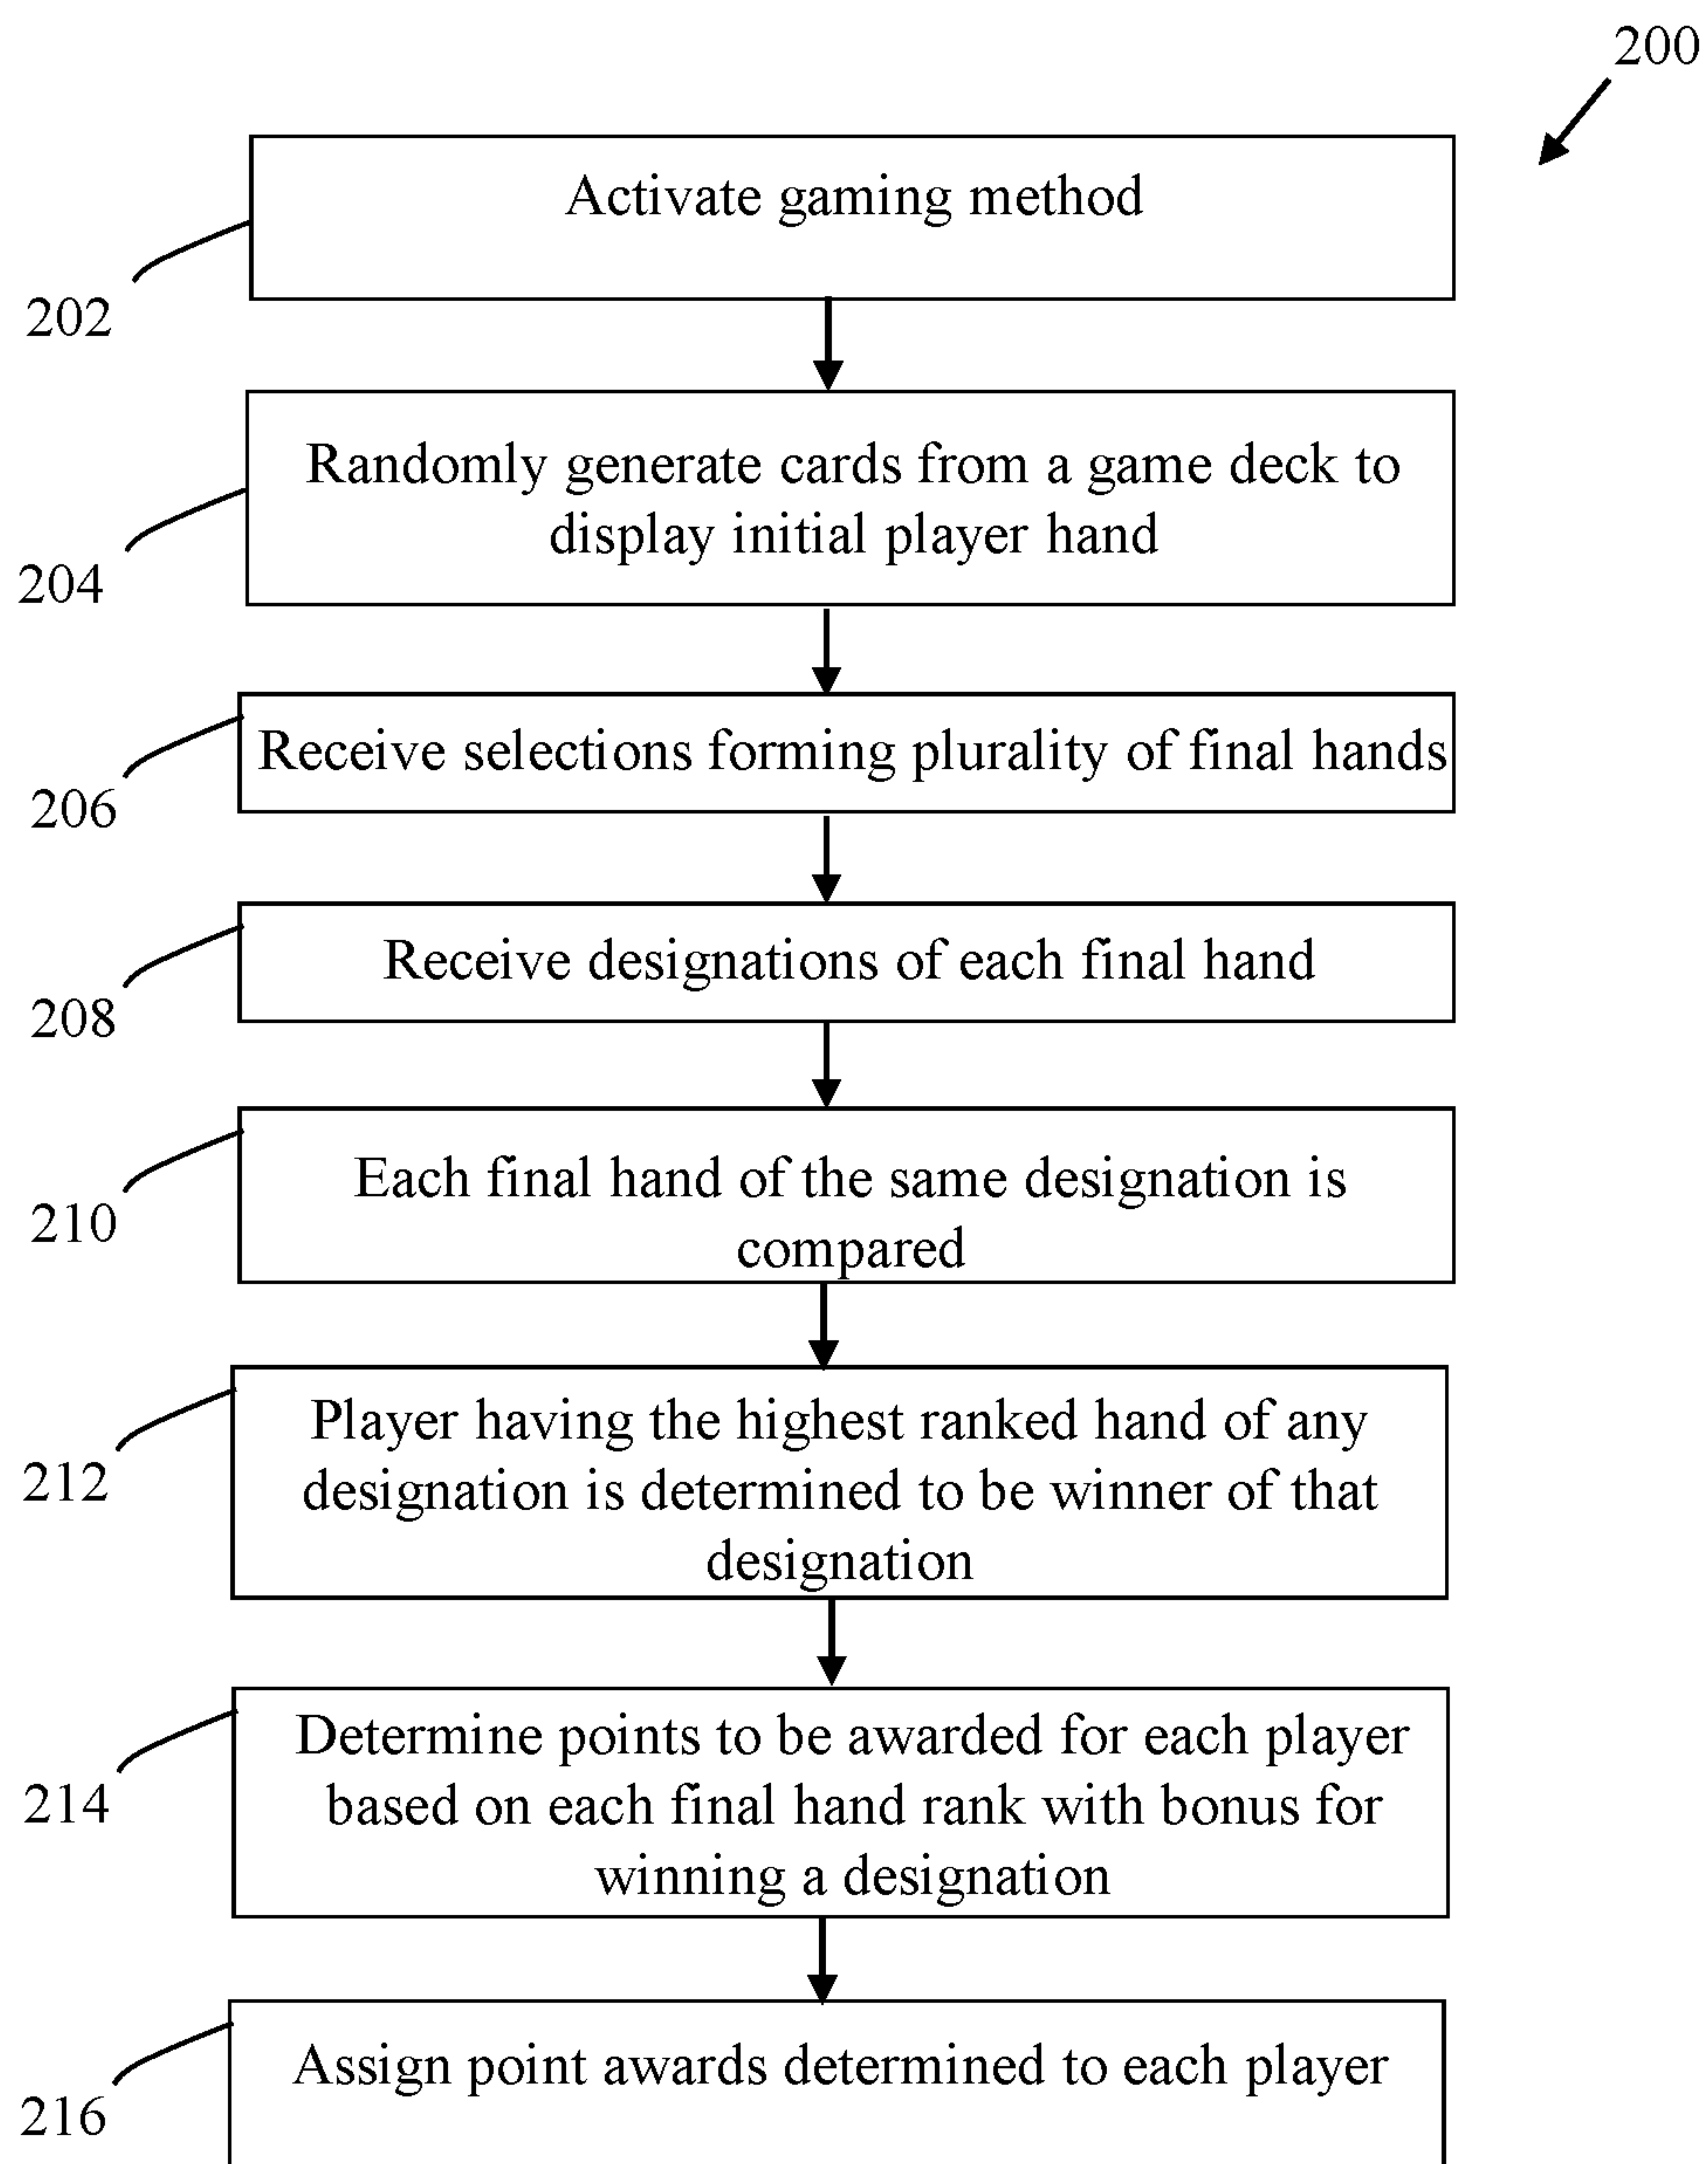 200
Activate gaming method
202
Randomly generate cards from a game deck to
display initial player hand
204
Receive selections forming plurality of final hands
206
Receive designations of each final hand
208
Each final hand of the same designation is
compared
210
Player having the highest ranked hand of any
designation is determined to be winner of that
designation
212
Determine points to be awarded for each player
based on each final hand rank with bonus for
winning a designation
214
Assign point awards determined to each player
216